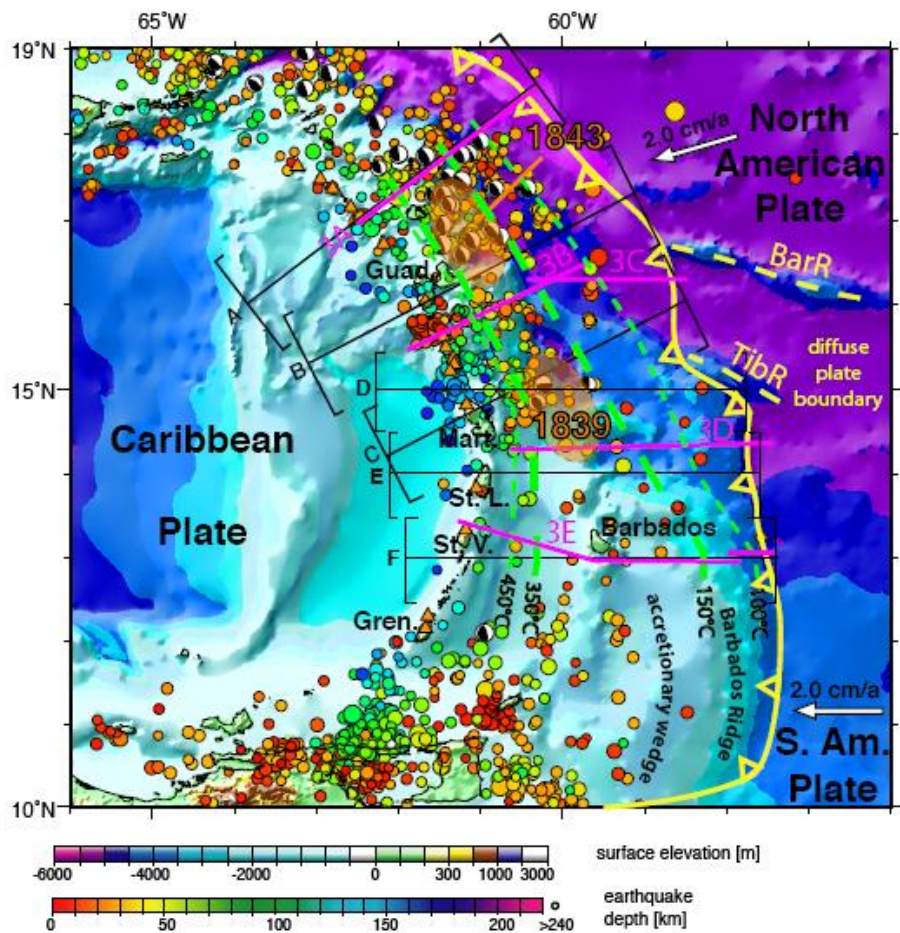 65°W
60°W
19°N
1843
2.0 cm/a
North
American
Plate
3A
Guad.
3B
3C
BarR
A
B
TibR
diffuse
plate
boundary
15°N
D
1839
Caribbean
Plate
Mart.
3D
C
E
St. L.
3E
Barbados
St. V.
F
Gren.
450°C
350°C
150°C
100°C
accretionary wedge
Barbados Ridge
2.0 cm/a
S. Am.
Plate
10°N
-6000
-4000
-2000
0
300
1000
3000
surface elevation [m]
0
50
100
150
200
>240
earthquake
depth [km]